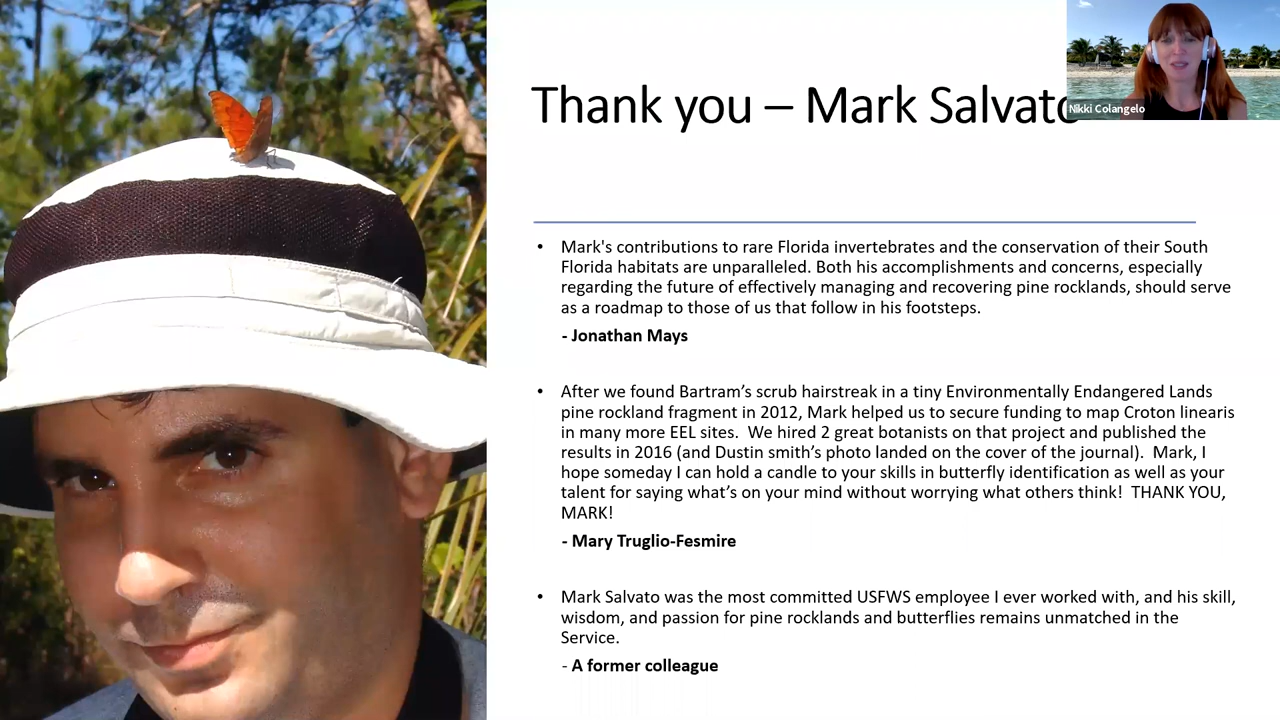 Thank you – Mark Salvato
Nikki Colangelo
• Mark's contributions to rare Florida invertebrates and the conservation of their South
Florida habitats are unparalleled. Both his accomplishments and concerns, especially
regarding the future of effectively managing and recovering pine rocklands, should serve
as a roadmap to those of us that follow in his footsteps.
- Jonathan Mays
• After we found Bartram’s scrub hairstreak in a tiny Environmentally Endangered Lands
pine rockland fragment in 2012, Mark helped us to secure funding to map Croton linearis
in many more EEL sites.  We hired 2 great botanists on that project and published the
results in 2016 (and Dustin smith’s photo landed on the cover of the journal).  Mark, I
hope someday I can hold a candle to your skills in butterfly identification as well as your
talent for saying what’s on your mind without worrying what others think!  THANK YOU,
MARK!
- Mary Truglio-Fesmire
• Mark Salvato was the most committed USFWS employee I ever worked with, and his skill,
wisdom, and passion for pine rocklands and butterflies remains unmatched in the
Service.
- A former colleague